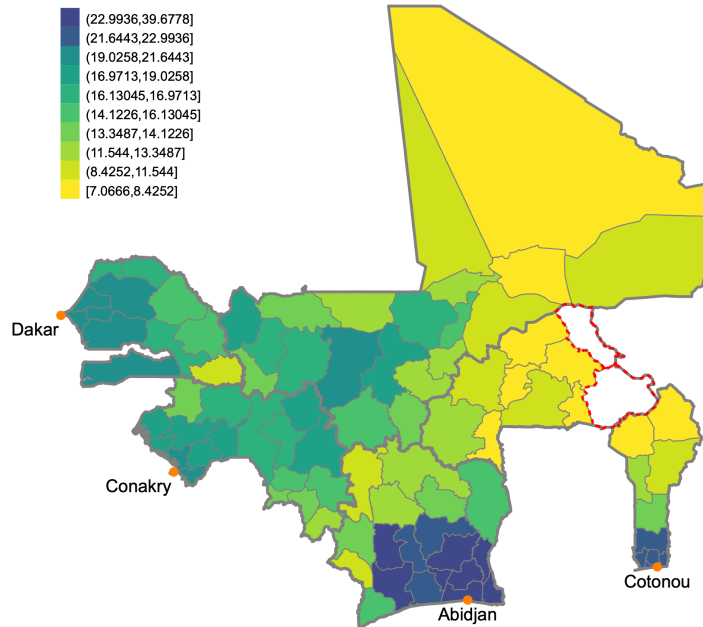 (22.9936,39.6778]
(21.6443,22.9936]
(19.0258,21.6443]
(16.9713,19.0258]
(16.13045,16.9713]
(14.1226,16.13045]
(13.3487,14.1226]
(11.544,13.3487]
(8.4252,11.544]
[7.0666,8.4252]
Dakar
Conakry
Cotonou
Abidjan